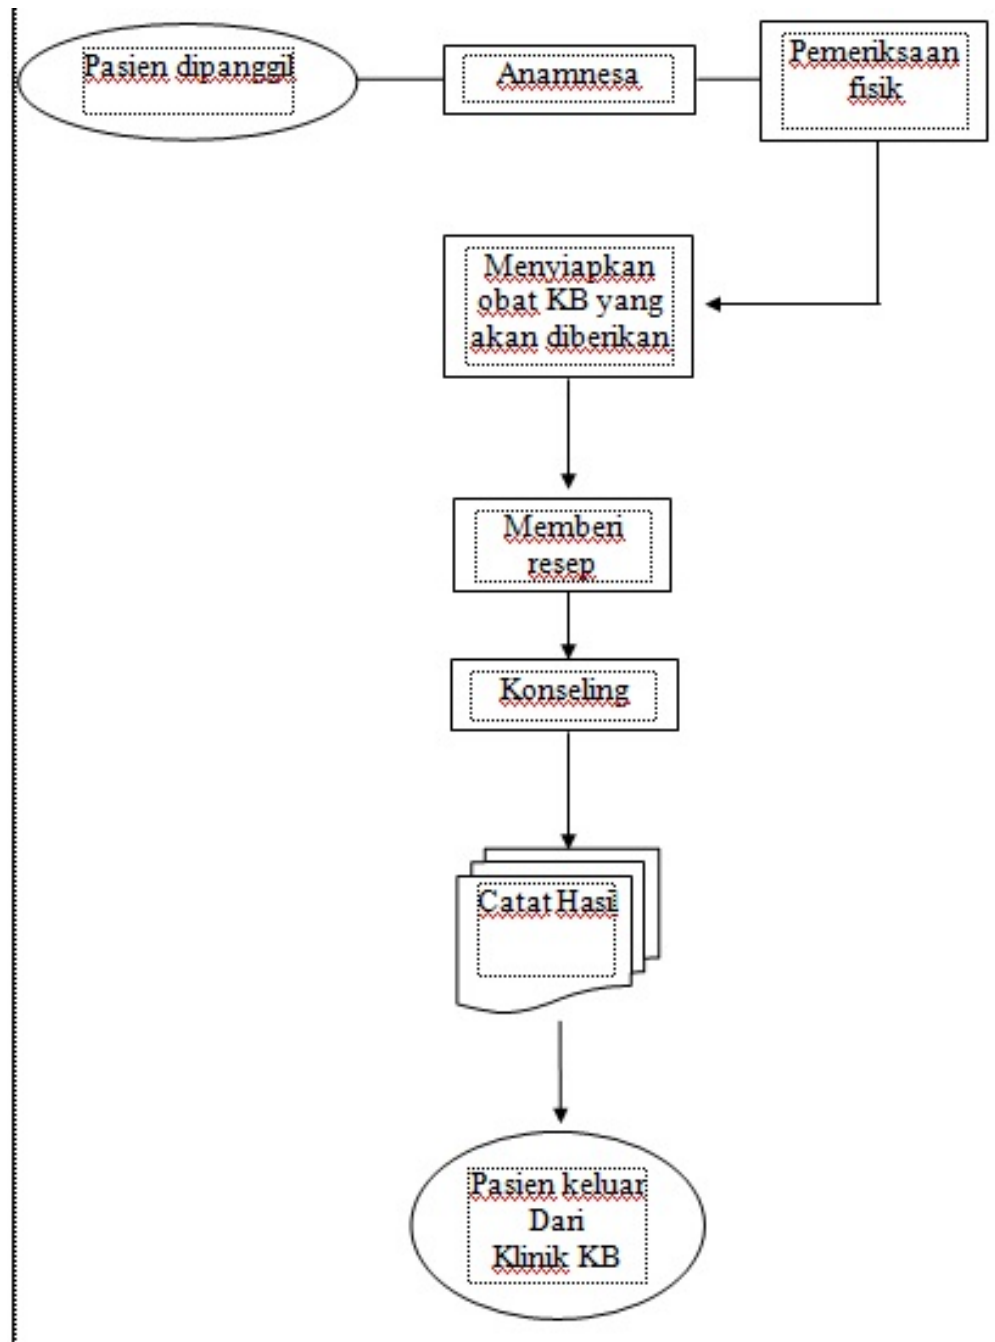 Pasien dipanggil
Anamnesa
Pemeriksaan
fisik
Menyiapkan
obat KB yang
akan diberikan
Memberi
resep
Konseling
Catat Hasil
Pasien keluar
Dari
Klinik KB